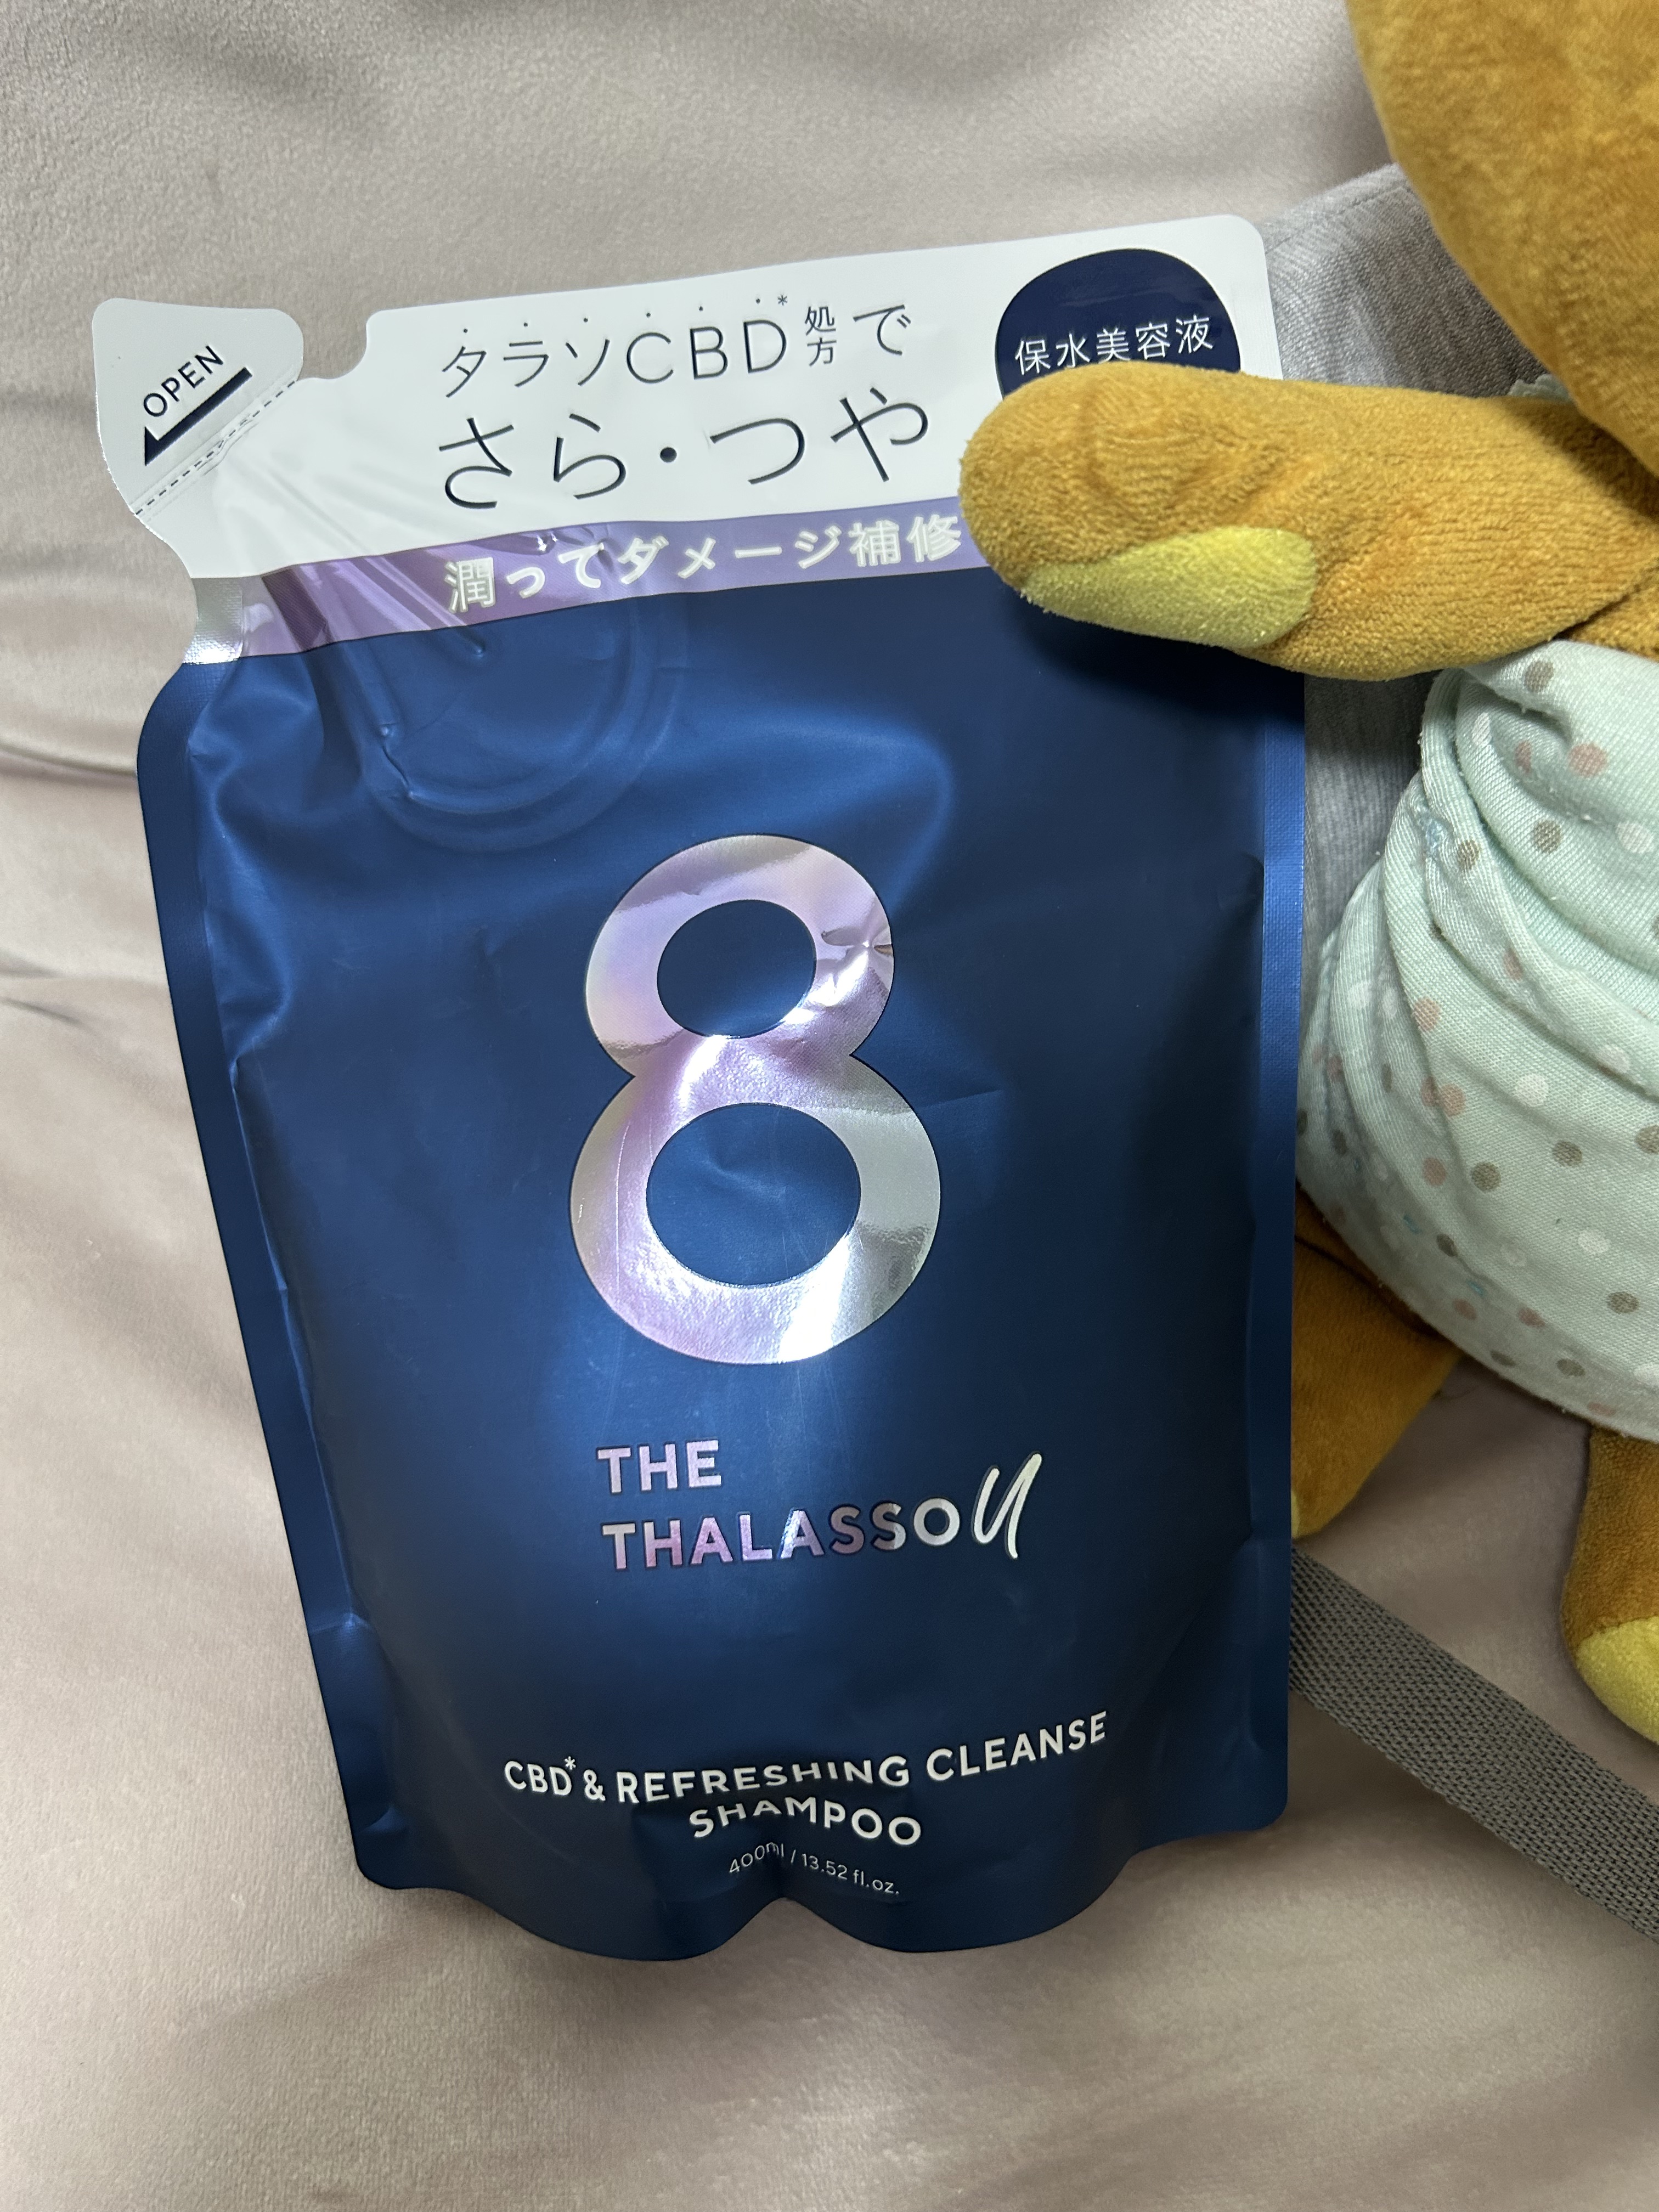 OPEN
タラソCBD*処方で
さら・つや
保水美容液
潤ってダメージ補修
8
THE
THALASSO u
CBD* & REFRESHING CLEANSE
SHAMPOO
400ml / 13.52 fl.oz.